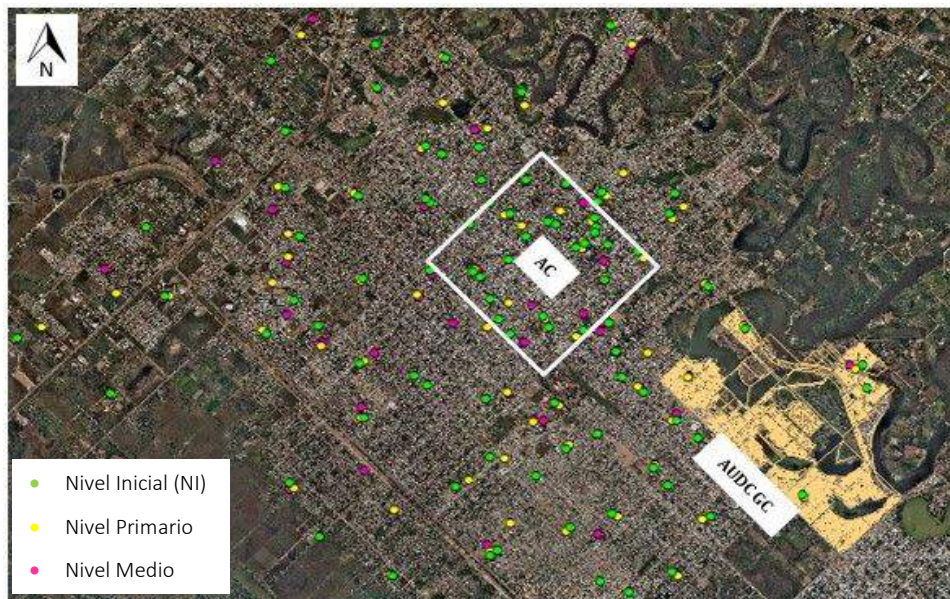 N
AC
AUDC GC
Nivel Inicial (NI)
Nivel Primario
Nivel Medio